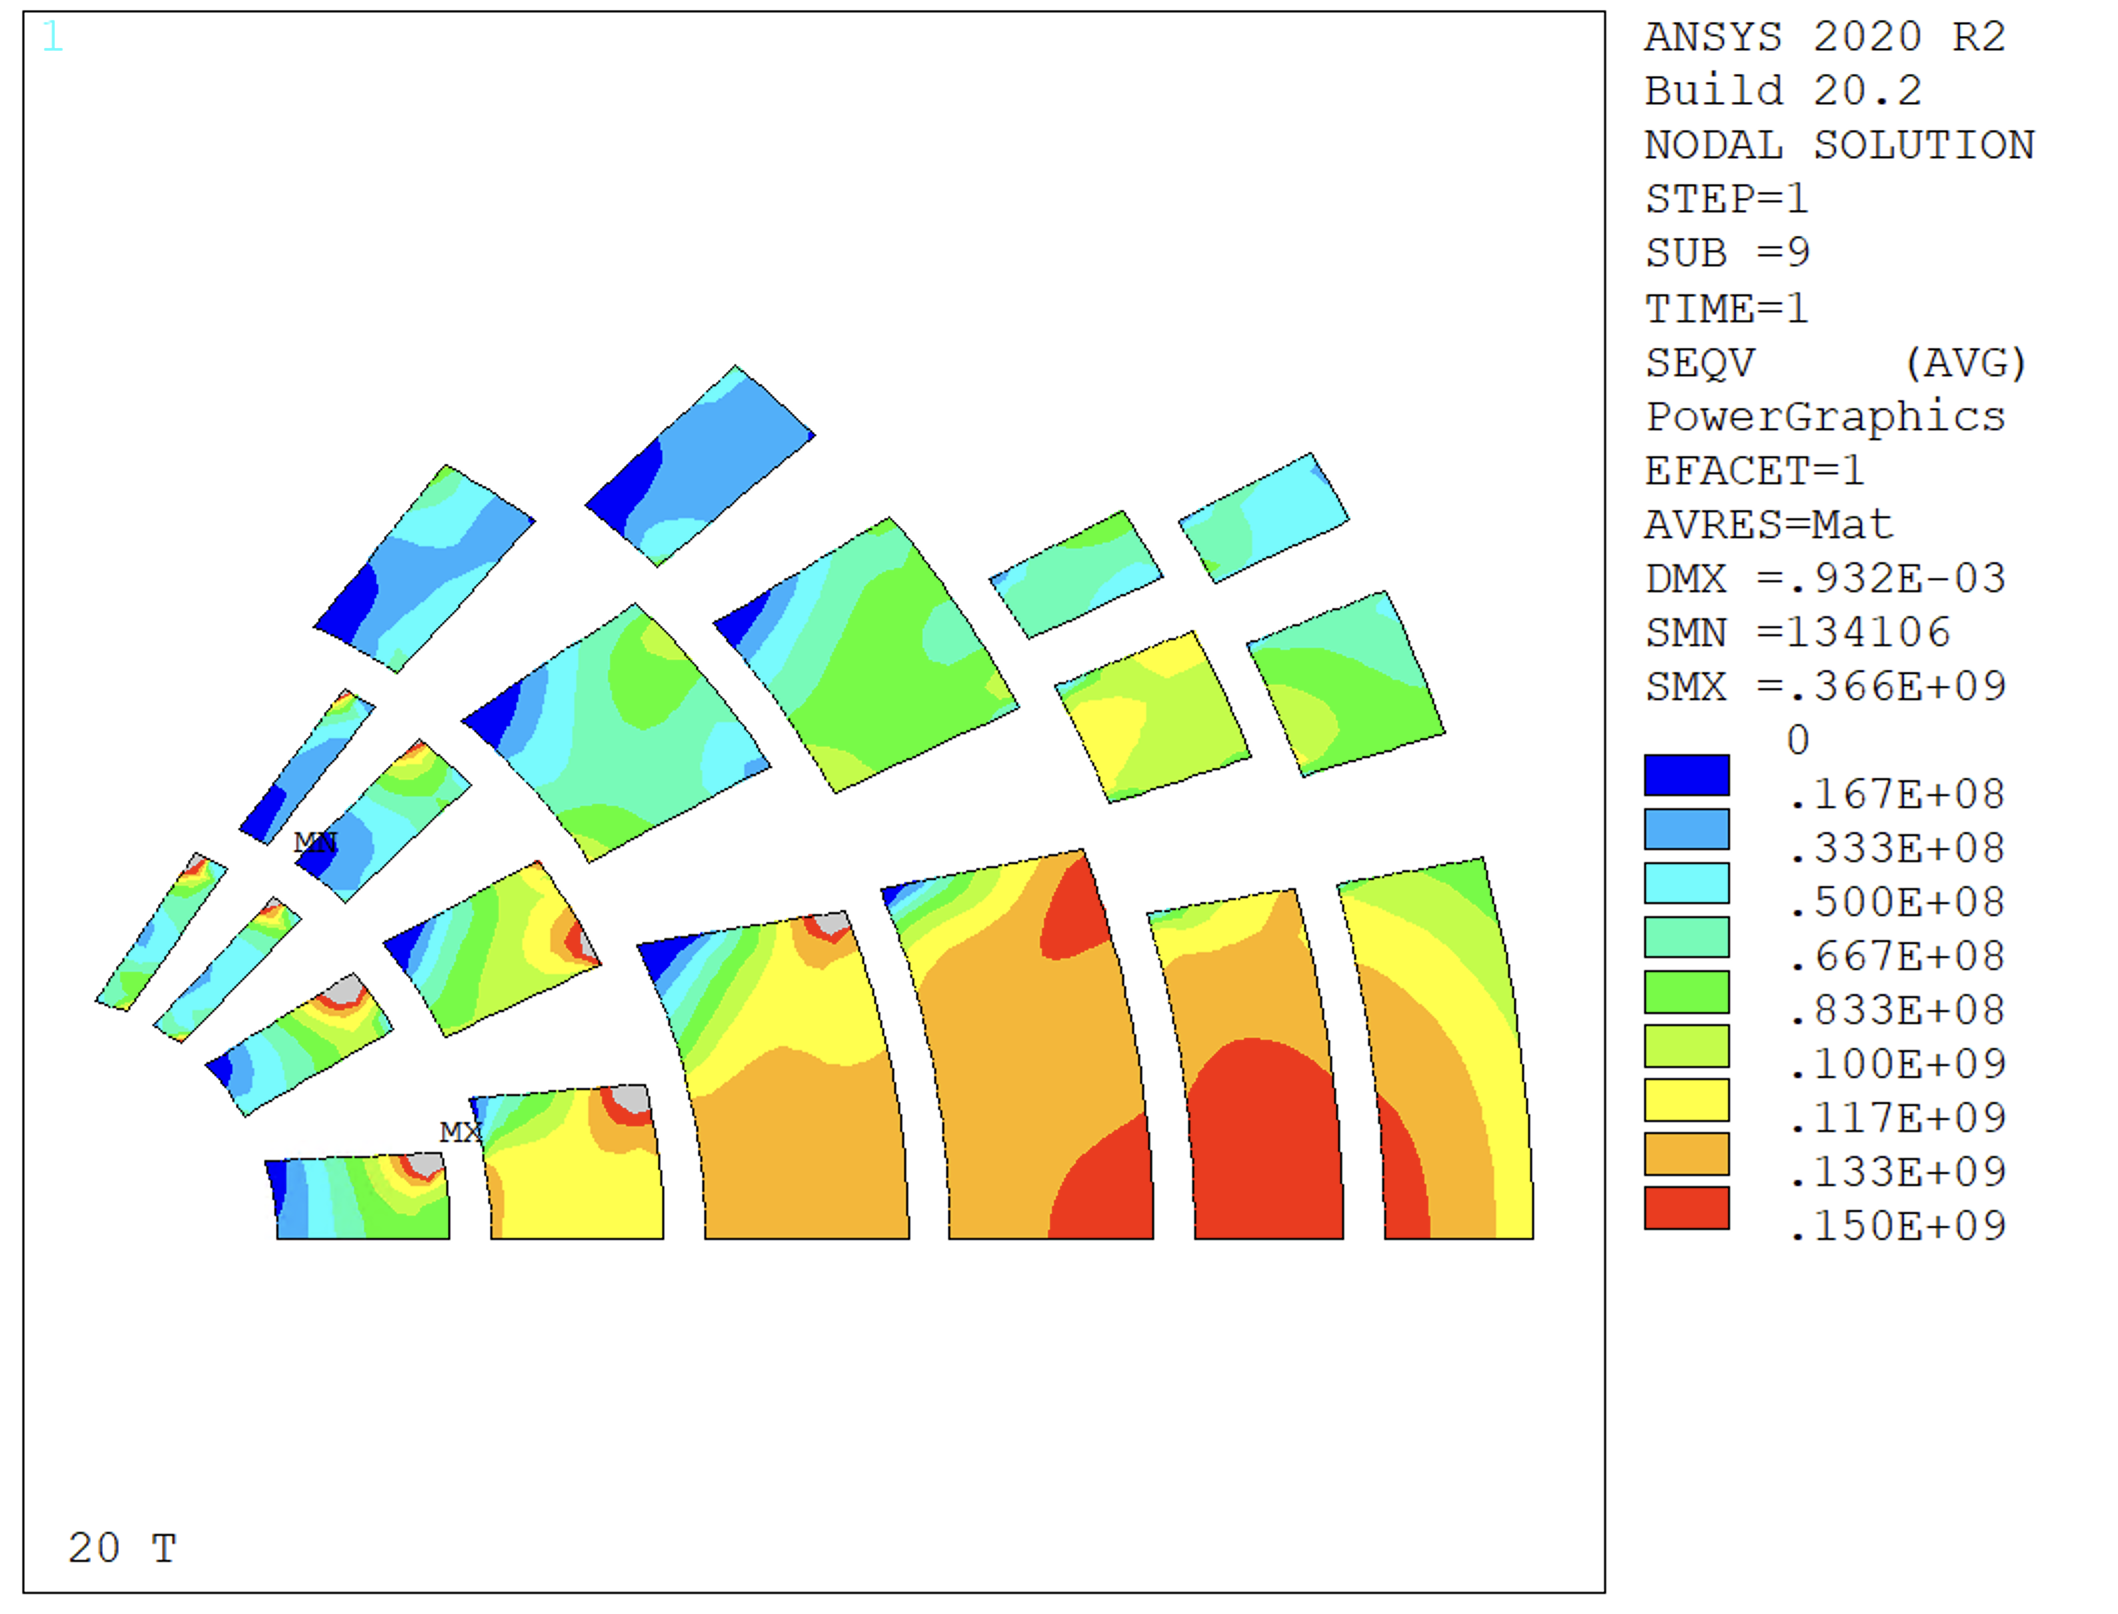 1
ANSYS 2020 R2
Build 20.2
NODAL SOLUTION
STEP=1
SUB =9
TIME=1
SEQV (AVG)
PowerGraphics
EFACET=1
AVRES=Mat
DMX =.932E-03
SMN =134106
SMX =.366E+09
0
.167E+08
.333E+08
.500E+08
.667E+08
.833E+08
.100E+09
.117E+09
.133E+09
.150E+09
MN
MX
20 T